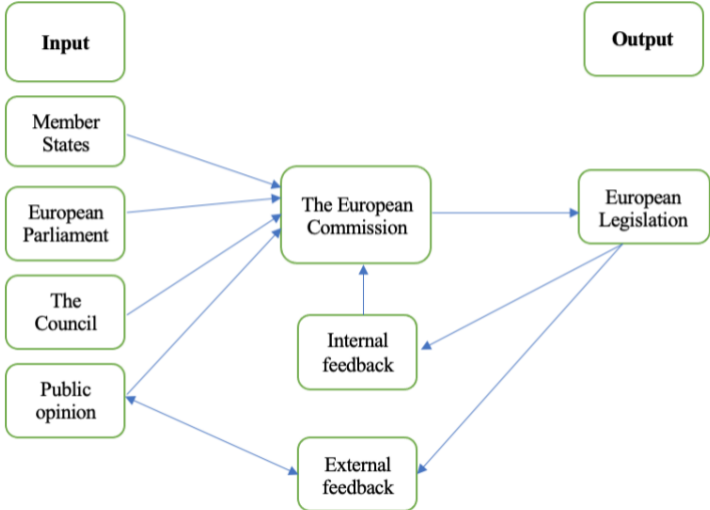 Input
Output
Member
States
European
Parliament
The
Council
Public
opinion
The European
Commission
Internal
feedback
External
feedback
European
Legislation